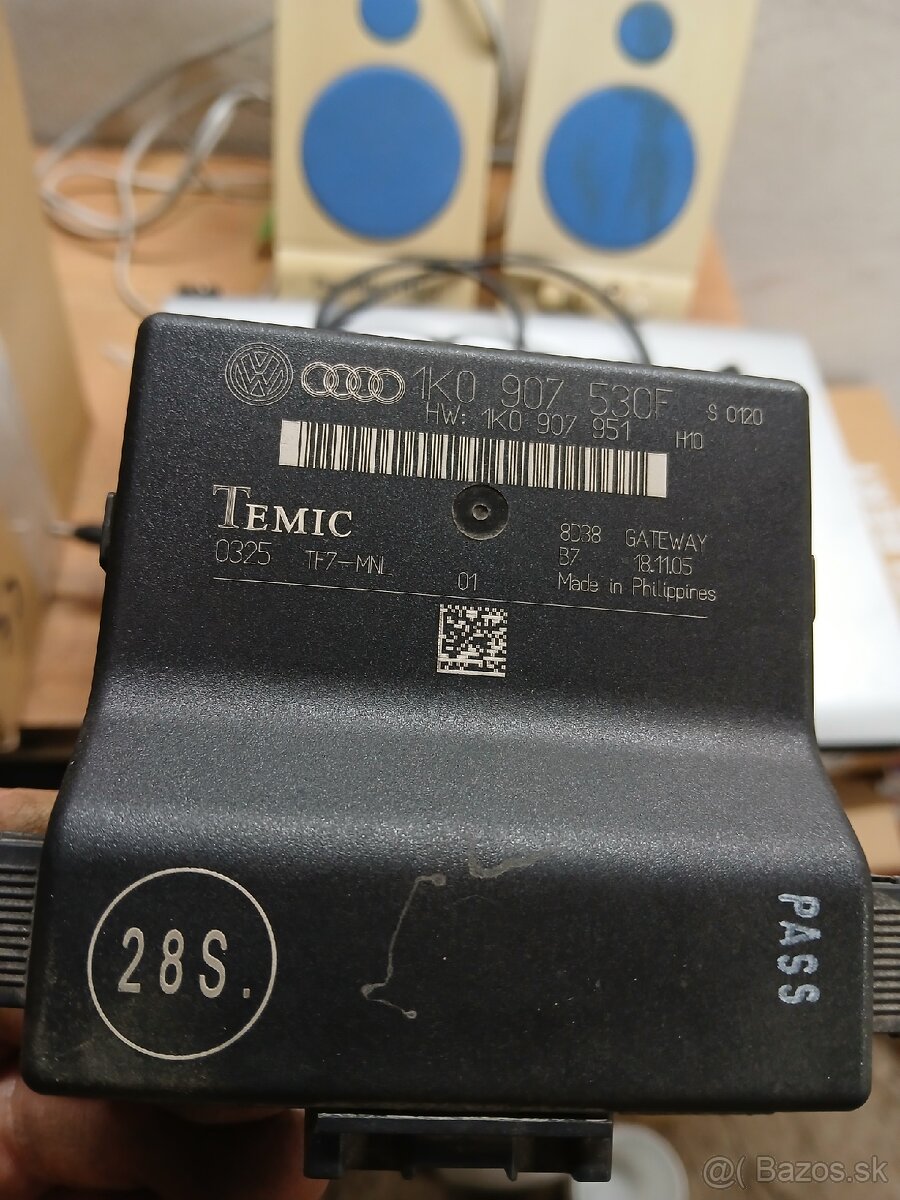 1K0 907 530F S 0120
HW: 1K0 907 951 H10
TEMIC
8D38 GATEWAY
0325 TF7-MNL B7 18.11.05
01 Made in Philippines
28S.
PASS
@( Bazos.sk